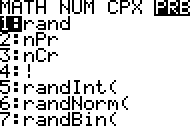 MATH NUM CPX PRB
1:rand
2:nPr
3:nCr
4:!
5:randInt(
6:randNorm(
7:randBin(